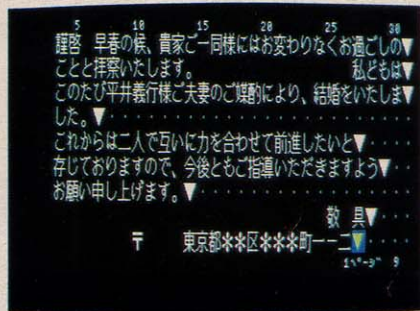 5 10 15 20 25 30
謹啓 早春の候、貴家ご一同様にはお変わりなくお過ごしの▼
ことと拝察いたします。 私どもは▼
このたび平井義行様ご夫妻のご媒酌により、結婚をいたしま▼
した。▼
これからは二人で互いに力を合わせて前進したいと▼
存じておりますので、今後ともご指導いただきますよう▼
お願い申し上げます。▼
敬 具▼
〒 東京都**区***町一一二▼
1ページ 9